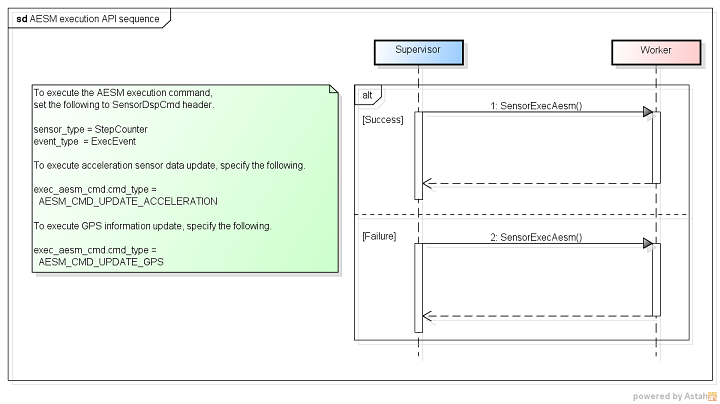 sd AESM execution API sequence
Supervisor
Worker
To execute the AESM execution command,
set the following to SensorDspCmd header.
sensor_type = StepCounter
event_type = ExecEvent
To execute acceleration sensor data update, specify the following.
exec_aesm_cmd.cmd_type =
AESM_CMD_UPDATE_ACCELERATION
To execute GPS information update, specify the following.
exec_aesm_cmd.cmd_type =
AESM_CMD_UPDATE_GPS
alt
[Success]
1: SensorExecAesm()
[Failure]
2: SensorExecAesm()
powered by Astah